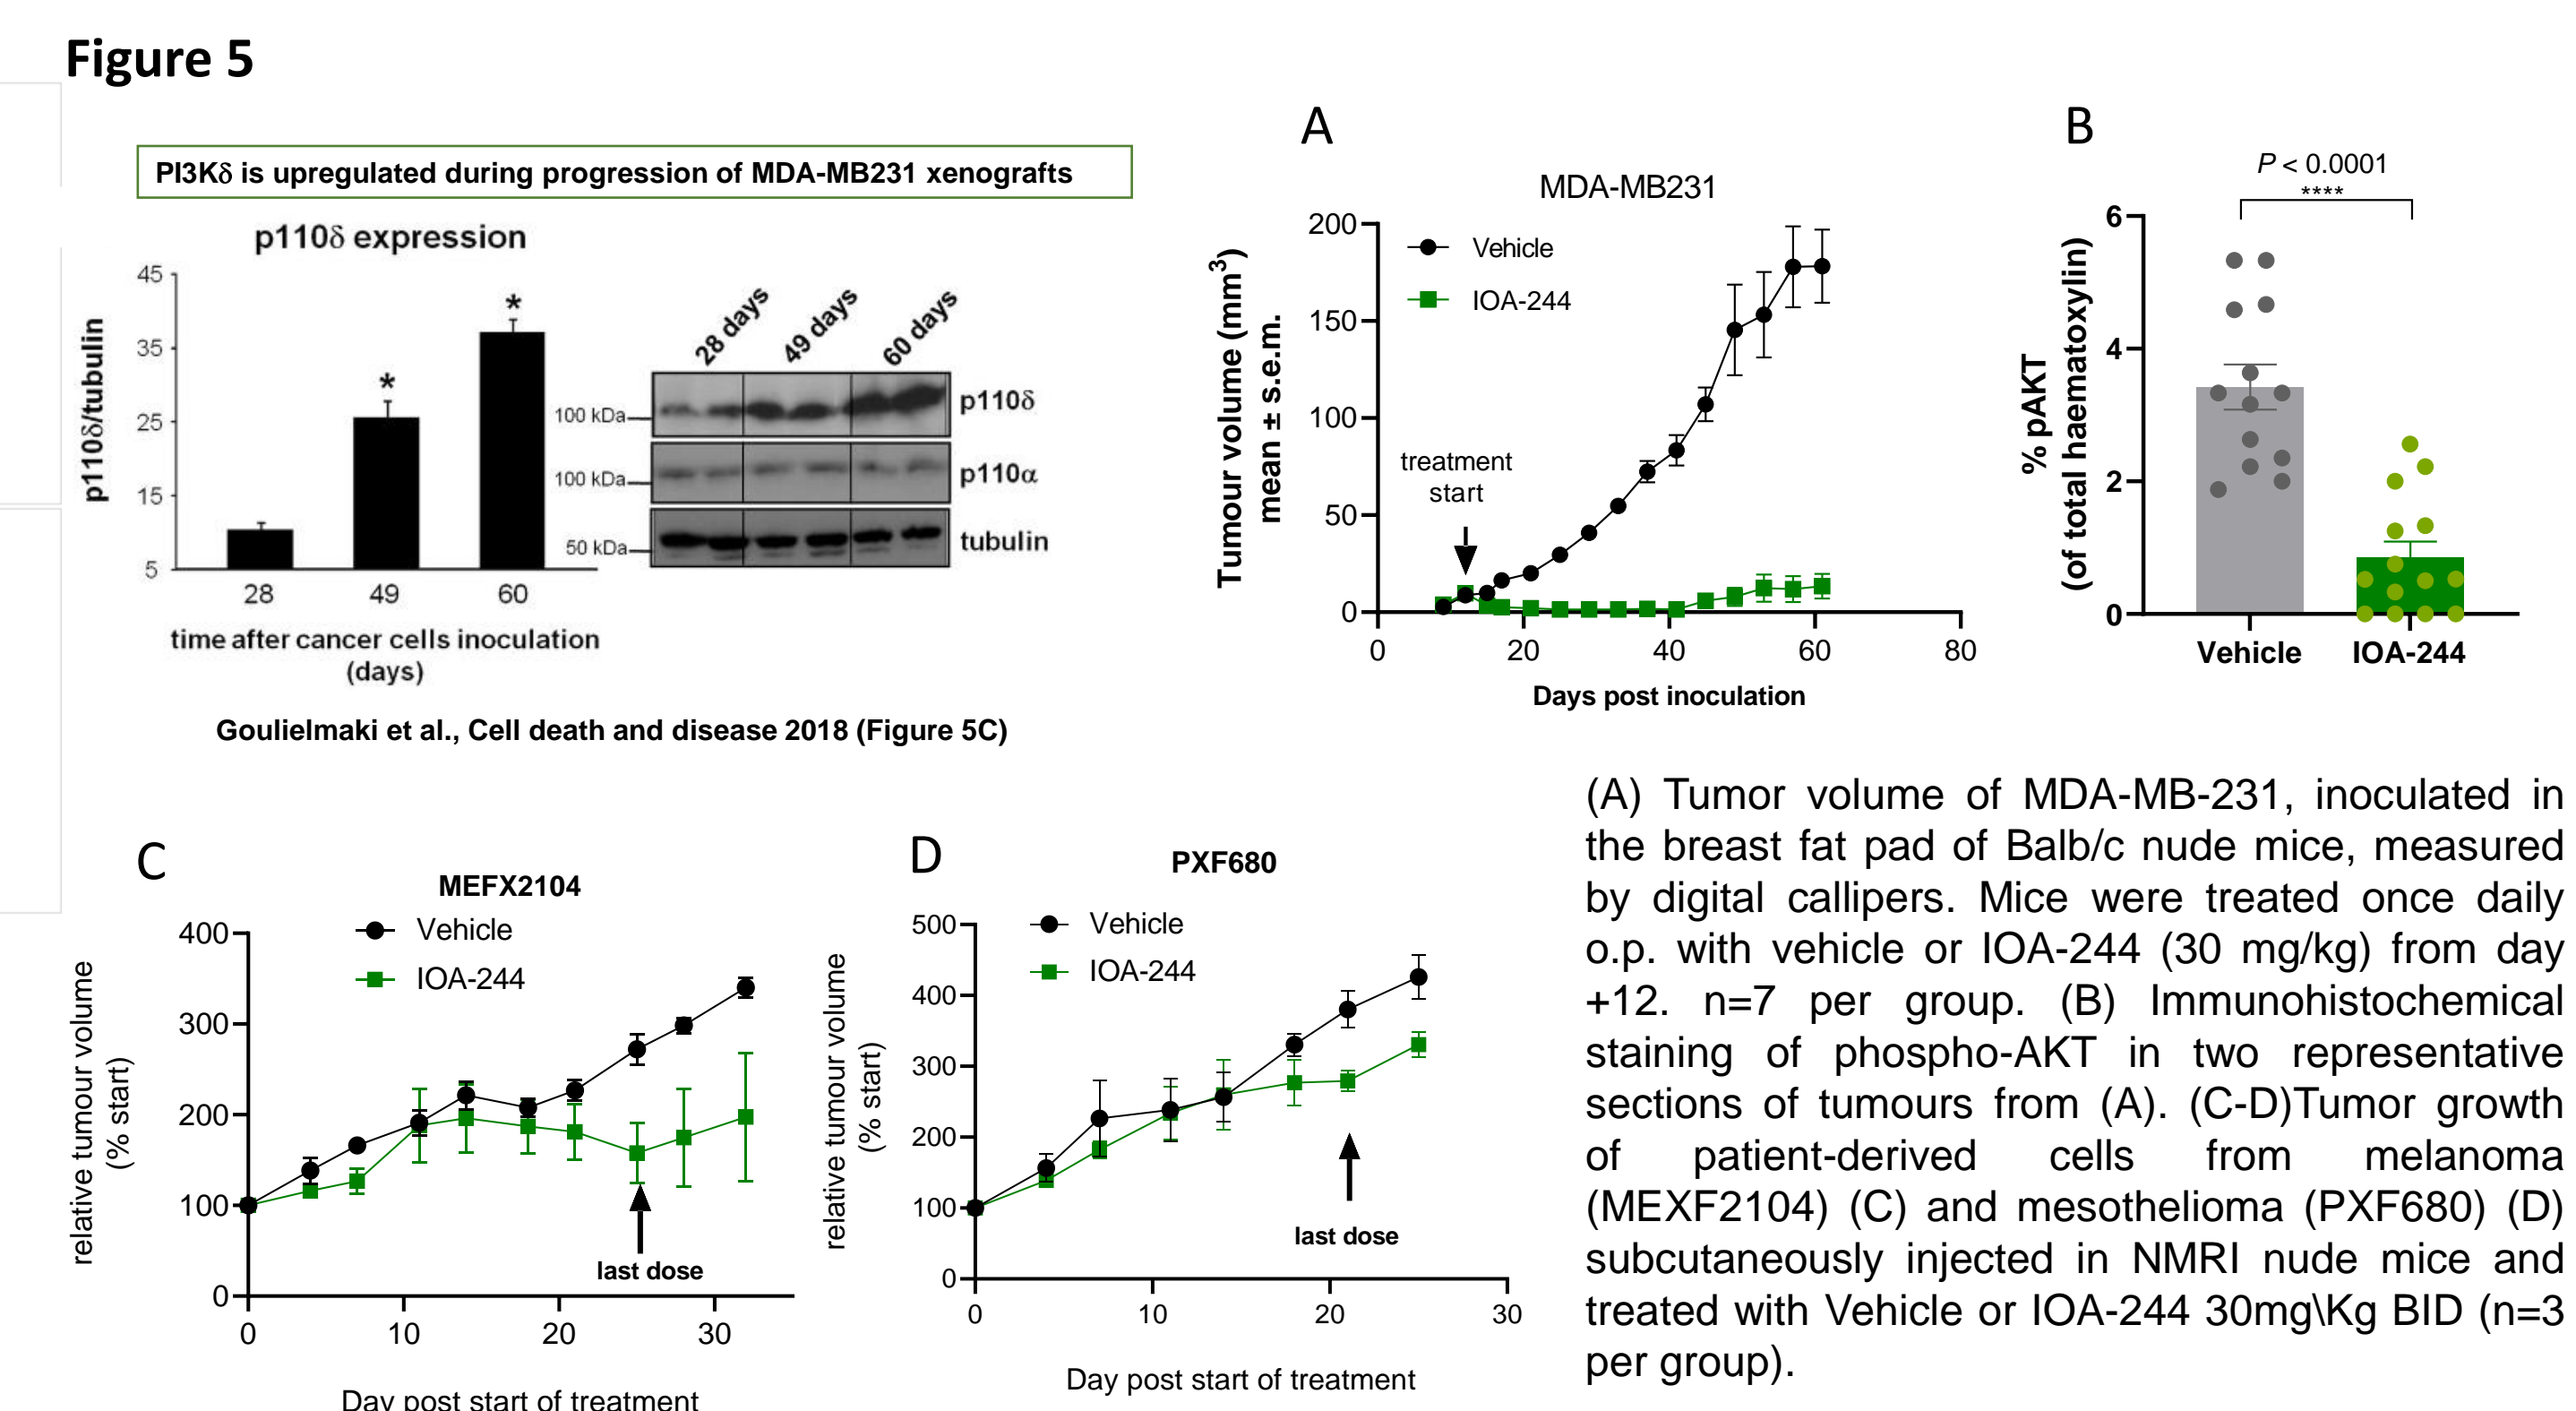 Figure 5
PI3Kδ is upregulated during progression of MDA-MB231 xenografts
p110δ expression
p110δ/tubulin
45
35
25
15
5
*
*
28
49
60
time after cancer cells inoculation
(days)
28 days
49 days
60 days
100 kDa
p110δ
100 kDa
p110α
50 kDa
tubulin
Goulielmaki et al., Cell death and disease 2018 (Figure 5C)
A
MDA-MB231
Tumour volume (mm³)
mean ± s.e.m.
200
150
100
50
0
Vehicle
IOA-244
treatment
start
0
20
40
60
80
Days post inoculation
B
P < 0.0001
****
% pAKT
(of total haematoxylin)
6
4
2
0
Vehicle
IOA-244
C
MEFX2104
Vehicle
IOA-244
relative tumour volume
(% start)
400
300
200
100
0
last dose
0
10
20
30
Day post start of treatment
D
PXF680
Vehicle
IOA-244
relative tumour volume
(% start)
500
400
300
200
100
0
last dose
0
10
20
30
Day post start of treatment
(A) Tumor volume of MDA-MB-231, inoculated in
the breast fat pad of Balb/c nude mice, measured
by digital callipers. Mice were treated once daily
o.p. with vehicle or IOA-244 (30 mg/kg) from day
+12. n=7 per group. (B) Immunohistochemical
staining of phospho-AKT in two representative
sections of tumours from (A). (C-D)Tumor growth
of patient-derived cells from melanoma
(MEXF2104) (C) and mesothelioma (PXF680) (D)
subcutaneously injected in NMRI nude mice and
treated with Vehicle or IOA-244 30mg\Kg BID (n=3
per group).